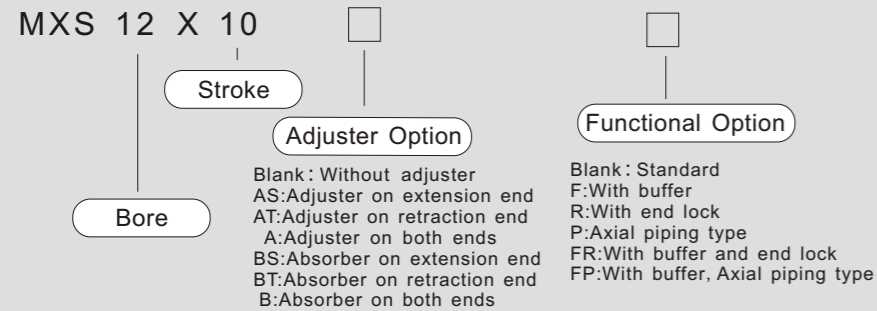 MXS 12 X 10 □ □
Stroke
Adjuster Option
Functional Option
Bore
Blank: Without adjuster
AS:Adjuster on extension end
AT:Adjuster on retraction end
A:Adjuster on both ends
BS:Absorber on extension end
BT:Absorber on retraction end
B:Absorber on both ends
Blank: Standard
F:With buffer
R:With end lock
P:Axial piping type
FR:With buffer and end lock
FP:With buffer, Axial piping type